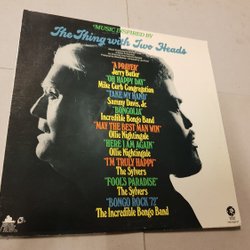 MUSIC INSPIRED BY
The Thing with Two Heads
"A PRAYER"
Jerry Butler
"OH HAPPY DAY"
Mike Curb Congregation
"TAKE MY HAND"
Sammy Davis, Jr.
"BONGOLIA"
Incredible Bongo Band
"MAY THE BEST MAN WIN"
Ollie Nightingale
"HERE I AM AGAIN"
Ollie Nightingale
"I'M TRULY HAPPY"
The Sylvers
"FOOL'S PARADISE"
The Sylvers
"BONGO ROCK '72"
The Incredible Bongo Band